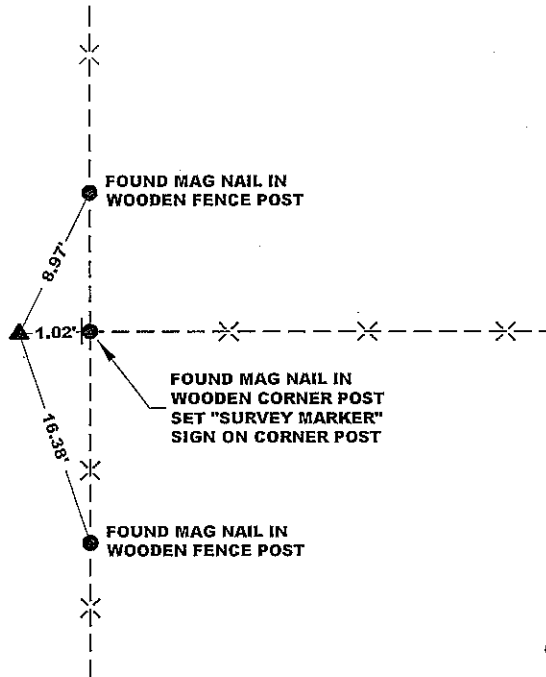 FOUND MAG NAIL IN
WOODEN FENCE POST
8.97'
1.02'
FOUND MAG NAIL IN
WOODEN CORNER POST
SET "SURVEY MARKER"
SIGN ON CORNER POST
16.38'
FOUND MAG NAIL IN
WOODEN FENCE POST